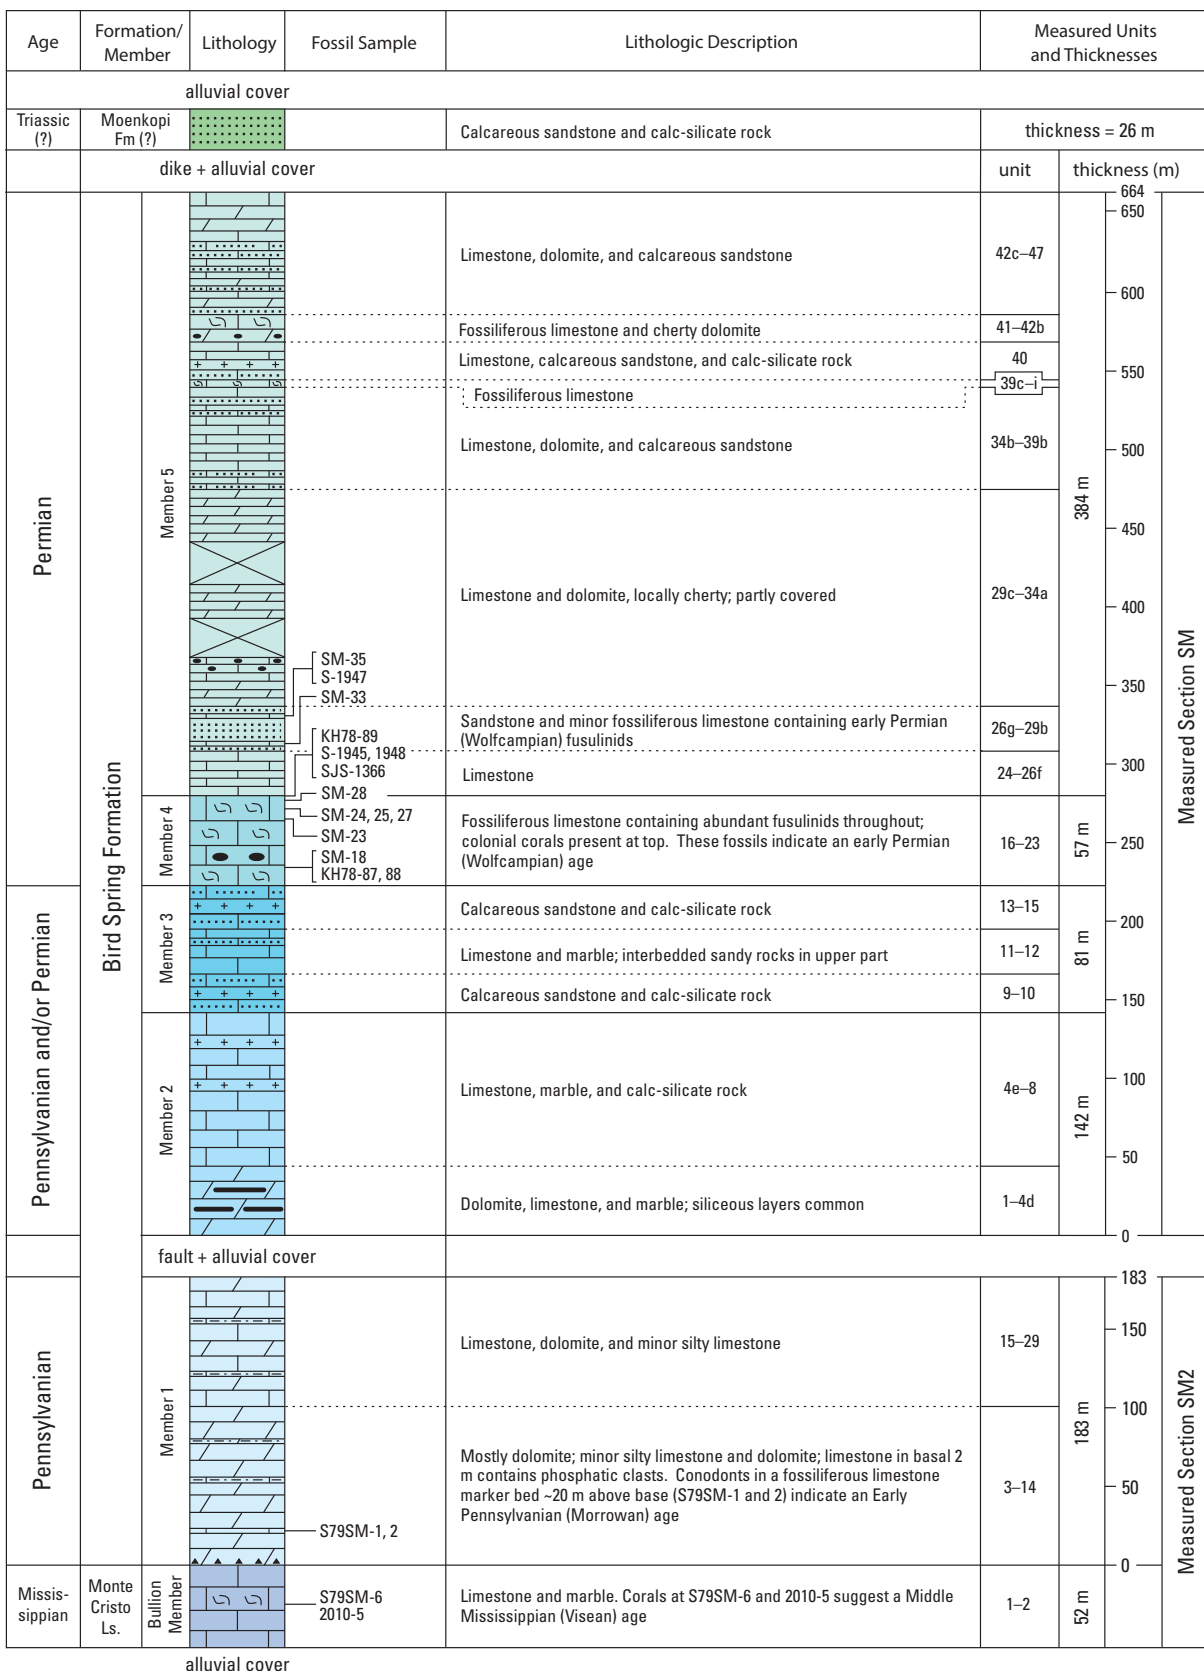 Age
Formation/
Member
Lithology
Fossil Sample
Lithologic Description
Measured Units
and Thicknesses
alluvial cover
Triassic
(?)
Moenkopi
Fm (?)
Calcareous sandstone and calc-silicate rock
thickness = 26 m
dike + alluvial cover
unit
thickness (m)
Permian
Bird Spring Formation
Member 5
Limestone, dolomite, and calcareous sandstone
42c–47
Fossiliferous limestone and cherty dolomite
41–42b
Limestone, calcareous sandstone, and calc-silicate rock
40
Fossiliferous limestone
39c–i
Limestone, dolomite, and calcareous sandstone
34b–39b
Limestone and dolomite, locally cherty; partly covered
29c–34a
SM-35
S-1947
SM-33
Sandstone and minor fossiliferous limestone containing early Permian
(Wolfcampian) fusulinids
26g–29b
KH78-89
S-1945, 1948
SJS-1366
Limestone
24–26f
384 m
Member 4
SM-28
SM-24, 25, 27
SM-23
SM-18
KH78-87, 88
Fossiliferous limestone containing abundant fusulinids throughout;
colonial corals present at top. These fossils indicate an early Permian
(Wolfcampian) age
16–23
57 m
Pennsylvanian and/or Permian
Member 3
Calcareous sandstone and calc-silicate rock
13–15
Limestone and marble; interbedded sandy rocks in upper part
11–12
Calcareous sandstone and calc-silicate rock
9–10
81 m
Member 2
Limestone, marble, and calc-silicate rock
4e–8
Dolomite, limestone, and marble; siliceous layers common
1–4d
142 m
664
650
600
550
500
450
400
350
300
250
200
150
100
50
0
Measured Section SM
fault + alluvial cover
Pennsylvanian
Member 1
Limestone, dolomite, and minor silty limestone
15–29
S79SM-1, 2
Mostly dolomite; minor silty limestone and dolomite; limestone in basal 2
m contains phosphatic clasts. Conodonts in a fossiliferous limestone
marker bed ~20 m above base (S79SM-1 and 2) indicate an Early
Pennsylvanian (Morrowan) age
3–14
183 m
183
150
100
50
0
Measured Section SM2
Missis-
sippian
Monte
Cristo
Ls.
Bullion
Member
S79SM-6
2010-5
Limestone and marble. Corals at S79SM-6 and 2010-5 suggest a Middle
Mississippian (Visean) age
1–2
52 m
alluvial cover